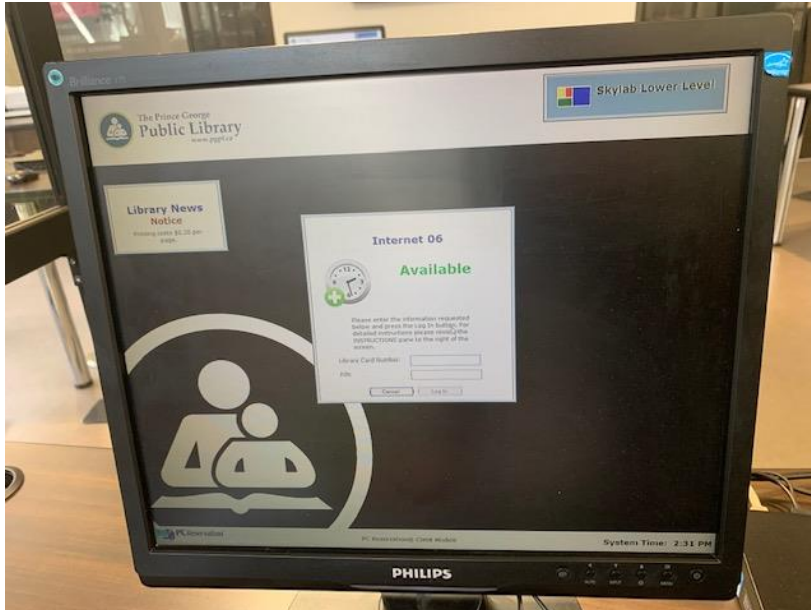 Brilliance
The Prince George
Public Library
www.pgpl.ca
Skylab Lower Level
Library News
Notice
Printing costs $0.25 per
page.
Internet 06
Available
Please enter the information requested
below and press the Log In button. For
detailed instructions please review the
INSTRUCTIONS pane to the right of the
screen.
Library Card Number:
PIN:
Cancel
Log In
PC Reservation
PC Reservation® Client Module
System Time: 2:31 PM
PHILIPS
MENU